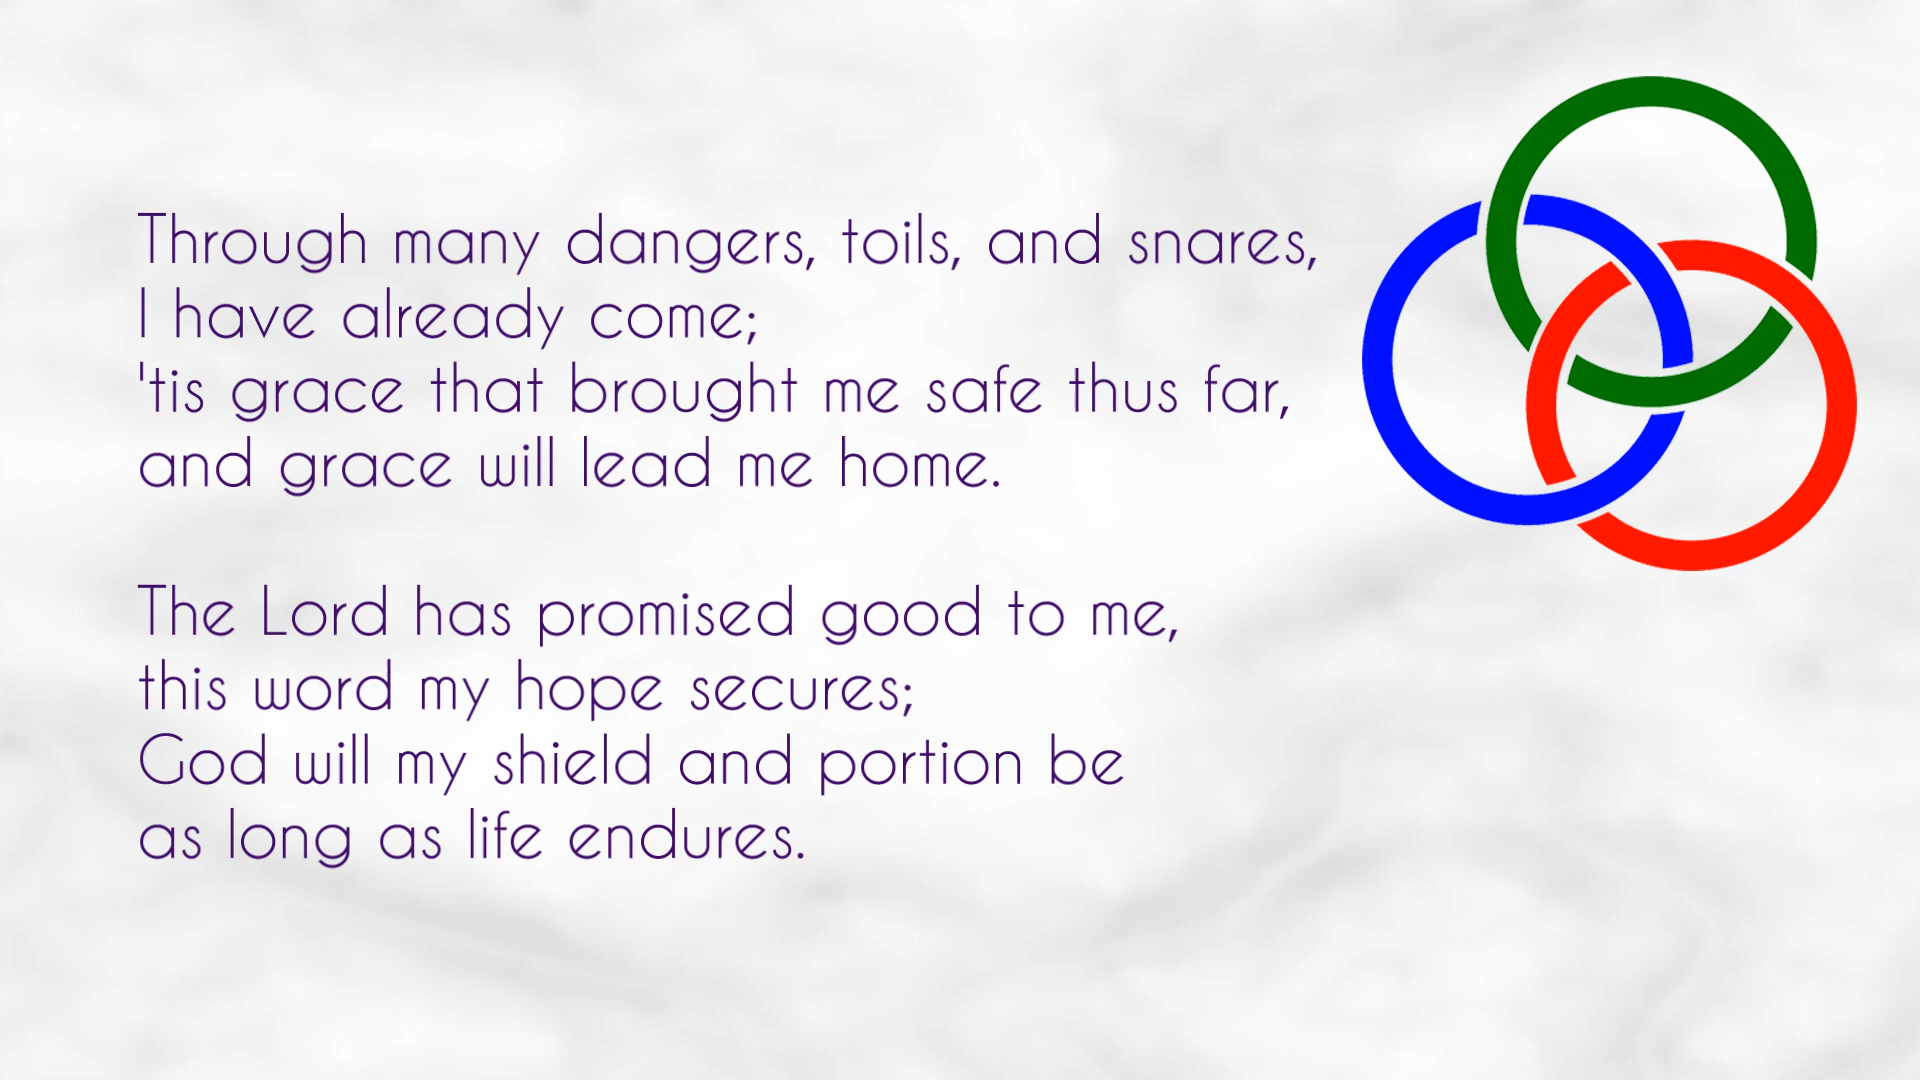 Through many dangers, toils, and snares,
I have already come;
'tis grace that brought me safe thus far,
and grace will lead me home.
The Lord has promised good to me,
this word my hope secures;
God will my shield and portion be
as long as life endures.